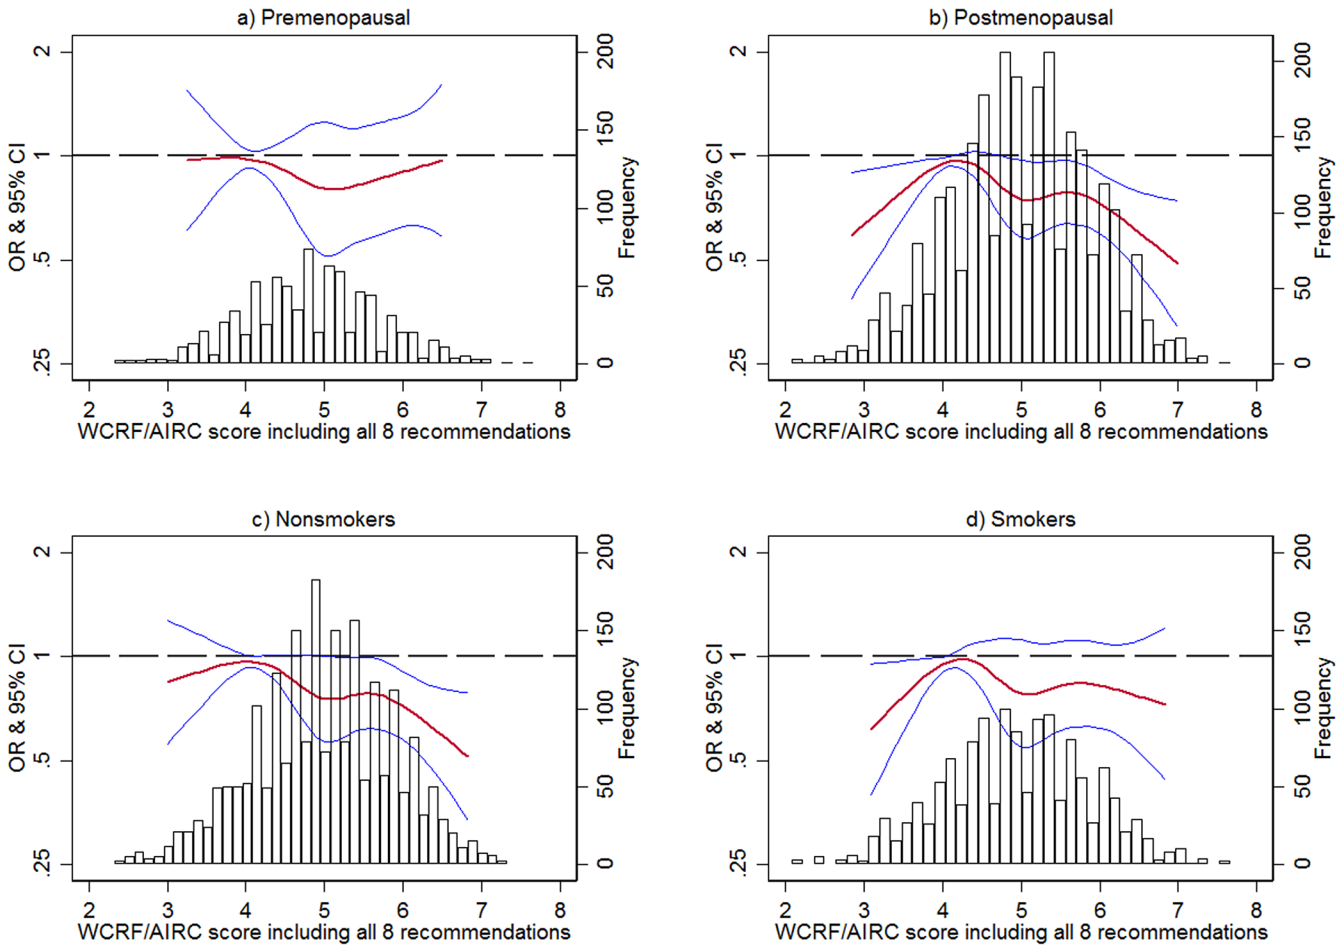 a) Premenopausal
2
1
.5
.25
OR & 95% CI
200
150
100
50
0
Frequency
2 3 4 5 6 7 8
WCRF/AIRC score including all 8 recommendations
b) Postmenopausal
2
1
.5
.25
OR & 95% CI
200
150
100
50
0
Frequency
2 3 4 5 6 7 8
WCRF/AIRC score including all 8 recommendations
c) Nonsmokers
2
1
.5
.25
OR & 95% CI
200
150
100
50
0
Frequency
2 3 4 5 6 7 8
WCRF/AIRC score including all 8 recommendations
d) Smokers
2
1
.5
.25
OR & 95% CI
200
150
100
50
0
Frequency
2 3 4 5 6 7 8
WCRF/AIRC score including all 8 recommendations